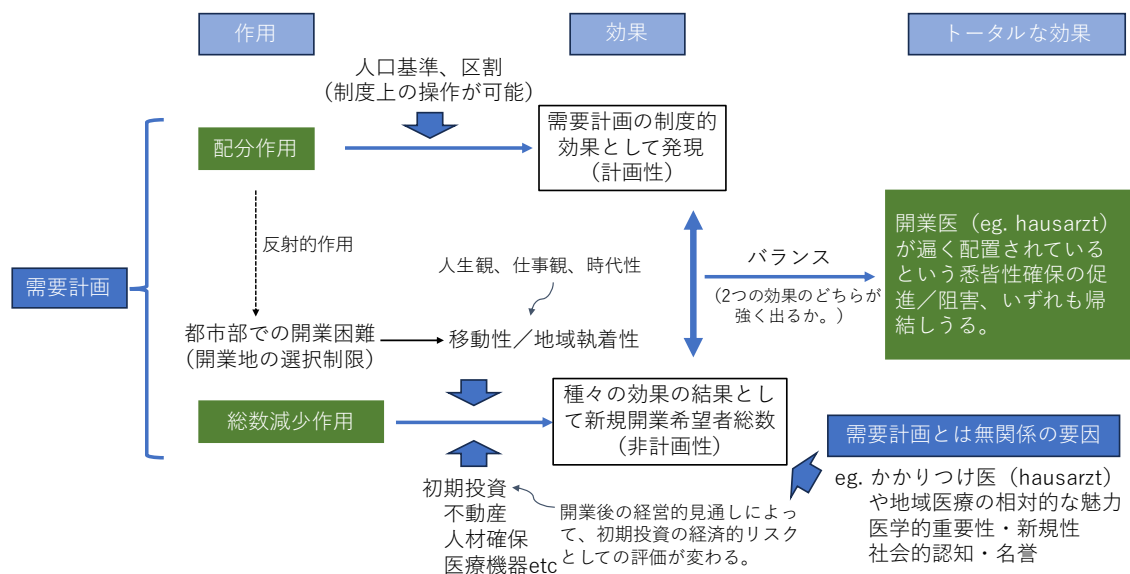 作用
効果
トータルな効果
人口基準、区割
（制度上の操作が可能）
配分作用
需要計画の制度的
効果として発現
（計画性）
反射的作用
開業医（eg. hausarzt）
が遍く配置されている
という悉皆性確保の促
進／阻害、いずれも帰
結しうる。
バランス
（2つの効果のどちらが
強く出るか。）
需要計画
人生観、仕事観、時代性
都市部での開業困難
（開業地の選択制限）
移動性／地域執着性
総数減少作用
種々の効果の結果とし
て新規開業希望者総数
（非計画性）
需要計画とは無関係の要因
初期投資
不動産
人材確保
医療機器etc
開業後の経営的見通しによっ
て、初期投資の経済的リスク
としての評価が変わる。
eg. かかりつけ医（hausarzt）
や地域医療の相対的な魅力
医学的重要性・新規性
社会的認知・名誉